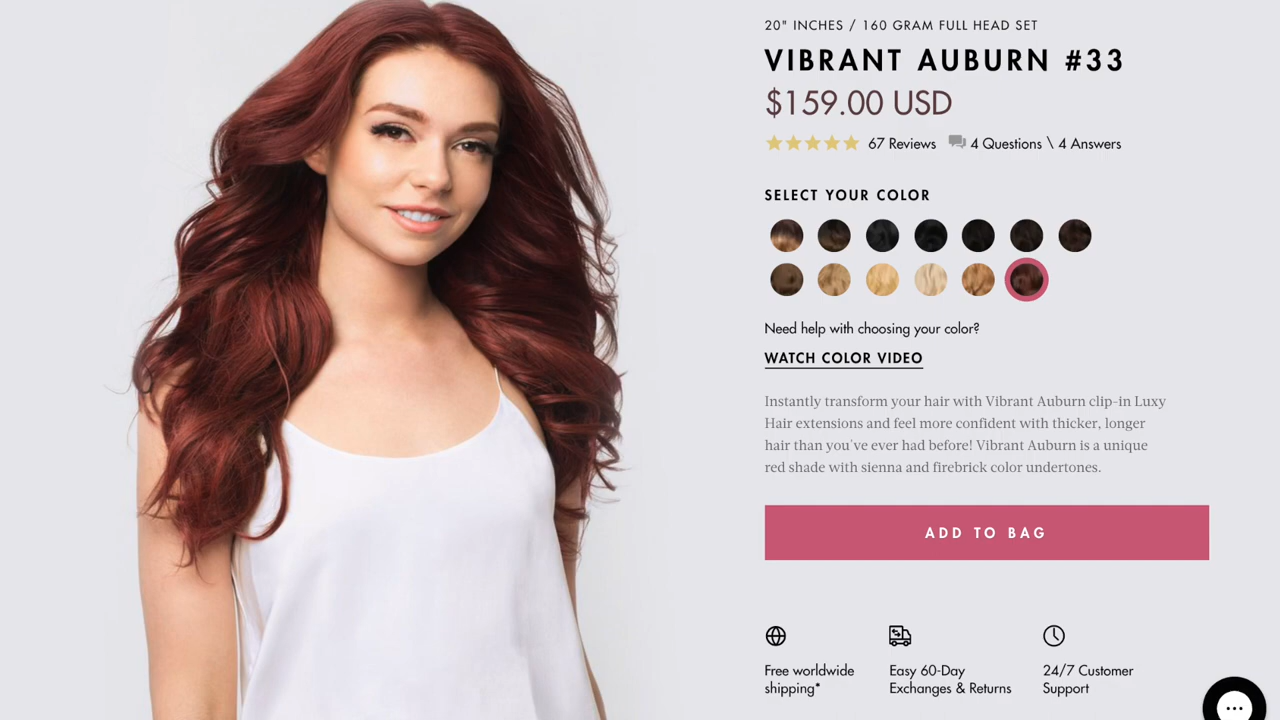 20" INCHES / 160 GRAM FULL HEAD SET
VIBRANT AUBURN #33
$159.00 USD
67 Reviews 4 Questions \ 4 Answers
SELECT YOUR COLOR
Need help with choosing your color?
WATCH COLOR VIDEO
Instantly transform your hair with Vibrant Auburn clip-in Luxy
Hair extensions and feel more confident with thicker, longer
hair than you've ever had before! Vibrant Auburn is a unique
red shade with sienna and firebrick color undertones.
ADD TO BAG
Free worldwide
shipping*
Easy 60-Day
Exchanges & Returns
24/7 Customer
Support